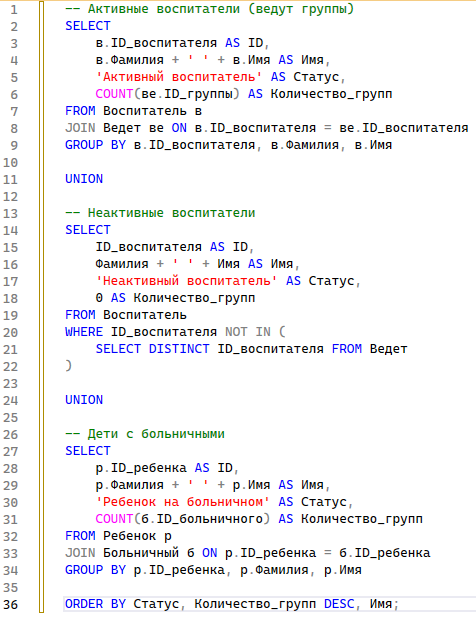 1 -- Активные воспитатели (ведут группы)
2 SELECT
3     в.ID_воспитателя AS ID,
4     в.Фамилия + ' ' + в.Имя AS Имя,
5     'Активный воспитатель' AS Статус,
6     COUNT(ве.ID_группы) AS Количество_групп
7 FROM Воспитатель в
8 JOIN Ведет ве ON в.ID_воспитателя = ве.ID_воспитателя
9 GROUP BY в.ID_воспитателя, в.Фамилия, в.Имя
10
11 UNION
12
13 -- Неактивные воспитатели
14 SELECT
15     ID_воспитателя AS ID,
16     Фамилия + ' ' + Имя AS Имя,
17     'Неактивный воспитатель' AS Статус,
18     0 AS Количество_групп
19 FROM Воспитатель
20 WHERE ID_воспитателя NOT IN (
21     SELECT DISTINCT ID_воспитателя FROM Ведет
22 )
23
24 UNION
25
26 -- Дети с больничными
27 SELECT
28     р.ID_ребенка AS ID,
29     р.Фамилия + ' ' + р.Имя AS Имя,
30     'Ребенок на больничном' AS Статус,
31     COUNT(б.ID_больничного) AS Количество_групп
32 FROM Ребенок р
33 JOIN Больничный б ON р.ID_ребенка = б.ID_ребенка
34 GROUP BY р.ID_ребенка, р.Фамилия, р.Имя
35
36 ORDER BY Статус, Количество_групп DESC, Имя;